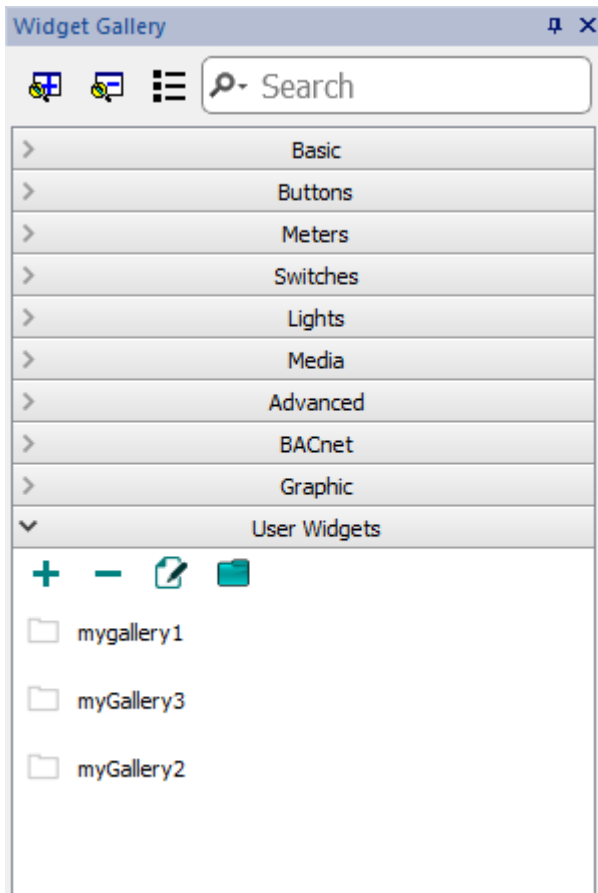 Widget Gallery
Search
Basic
Buttons
Meters
Switches
Lights
Media
Advanced
BACnet
Graphic
User Widgets
mygallery1
myGallery3
myGallery2